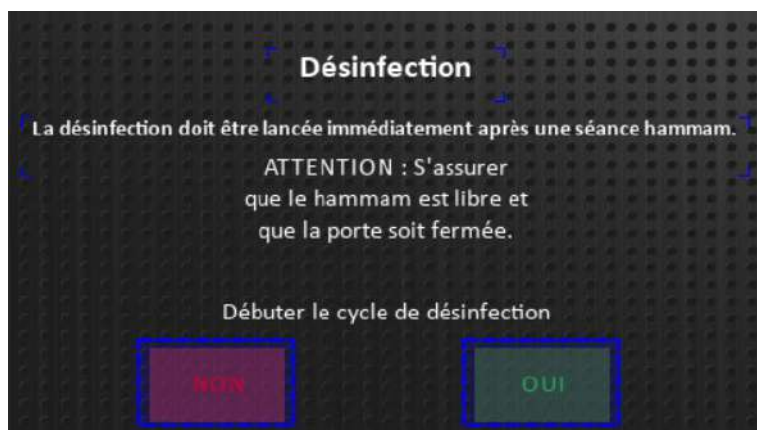 Désinfection
La désinfection doit être lancée immédiatement après une séance hammam.
ATTENTION : S'assurer
que le hammam est libre et
que la porte soit fermée.
Débuter le cycle de désinfection
NON OUI